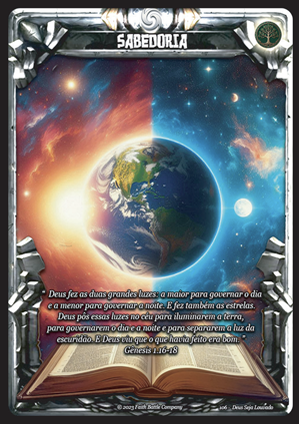 SABEDORIA
" Deus fez as duas grandes luzes: a maior para governar o dia
e a menor para governar a noite. E fez também as estrelas.
Deus pôs essas luzes no céu para iluminarem a terra,
para governarem o dia e a noite e para separarem a luz da
escuridão. E Deus viu que o que havia feito era bom. "
Gênesis 1:16-18
© 2023 Faith Battle Company
106 - Deus Seja Louvado